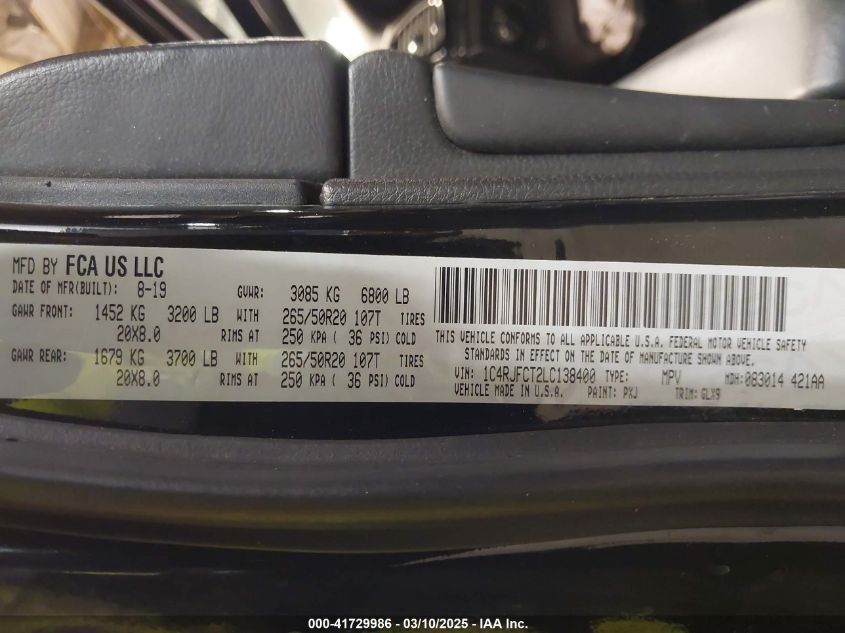 MFD BY FCA US LLC
DATE OF MFR(BUILT): 8-19 GVWR: 3085 KG 6800 LB
GAWR FRONT: 1452 KG 3200 LB WITH 265/50R20 107T TIRES
20X8.0 RIMS AT 250 KPA ( 36 PSI) COLD
GAWR REAR: 1679 KG 3700 LB WITH 265/50R20 107T TIRES
20X8.0 RIMS AT 250 KPA ( 36 PSI) COLD
THIS VEHICLE CONFORMS TO ALL APPLICABLE U.S.A. FEDERAL MOTOR VEHICLE SAFETY
STANDARDS IN EFFECT ON THE DATE OF MANUFACTURE SHOWN ABOVE.
VIN: 1C4RJFCT2LC138400 TYPE: MPV MDH: 083014 421AA
VEHICLE MADE IN U.S.A. PAINT: PXJ TRIM: GLX9
000-41729986 - 03/10/2025 - IAA Inc.